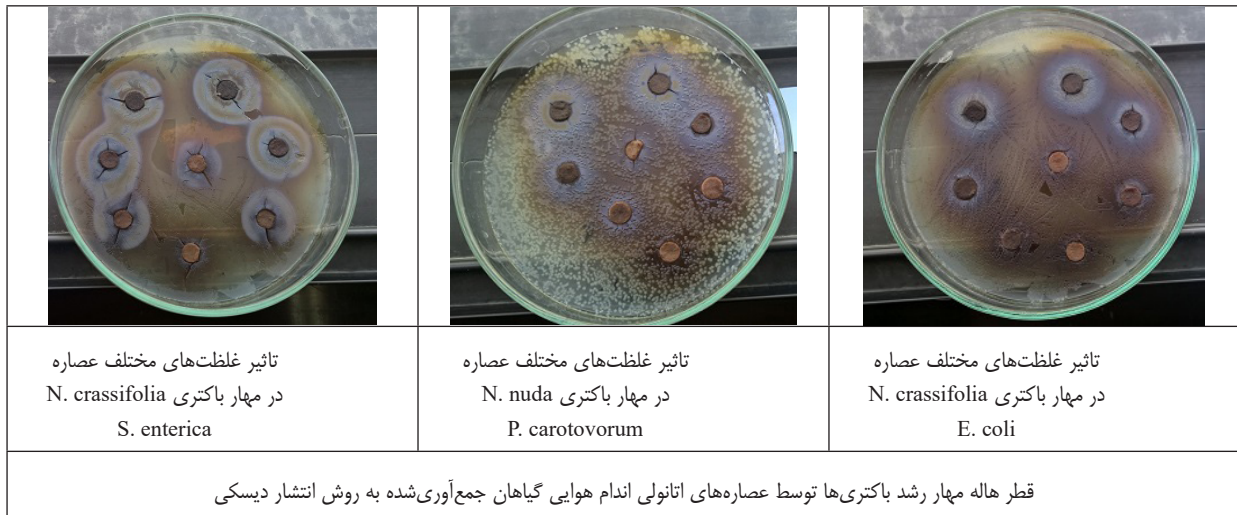 تاثیر غلظت‌های مختلف عصاره
N. crassifolia در مهار باکتری
S. enterica
تاثیر غلظت‌های مختلف عصاره
N. nuda در مهار باکتری
P. carotovorum
تاثیر غلظت‌های مختلف عصاره
N. crassifolia در مهار باکتری
E. coli
قطر هاله مهار رشد باکتری‌ها توسط عصاره‌های اتانولی اندام هوایی گیاهان جمع‌آوری‌شده به روش انتشار دیسکی